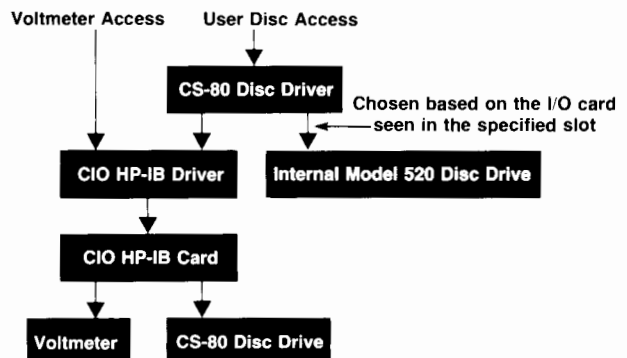 Voltmeter Access
User Disc Access
CS-80 Disc Driver
Chosen based on the I/O card
seen in the specified slot
CIO HP-IB Driver
Internal Model 520 Disc Drive
CIO HP-IB Card
Voltmeter
CS-80 Disc Drive